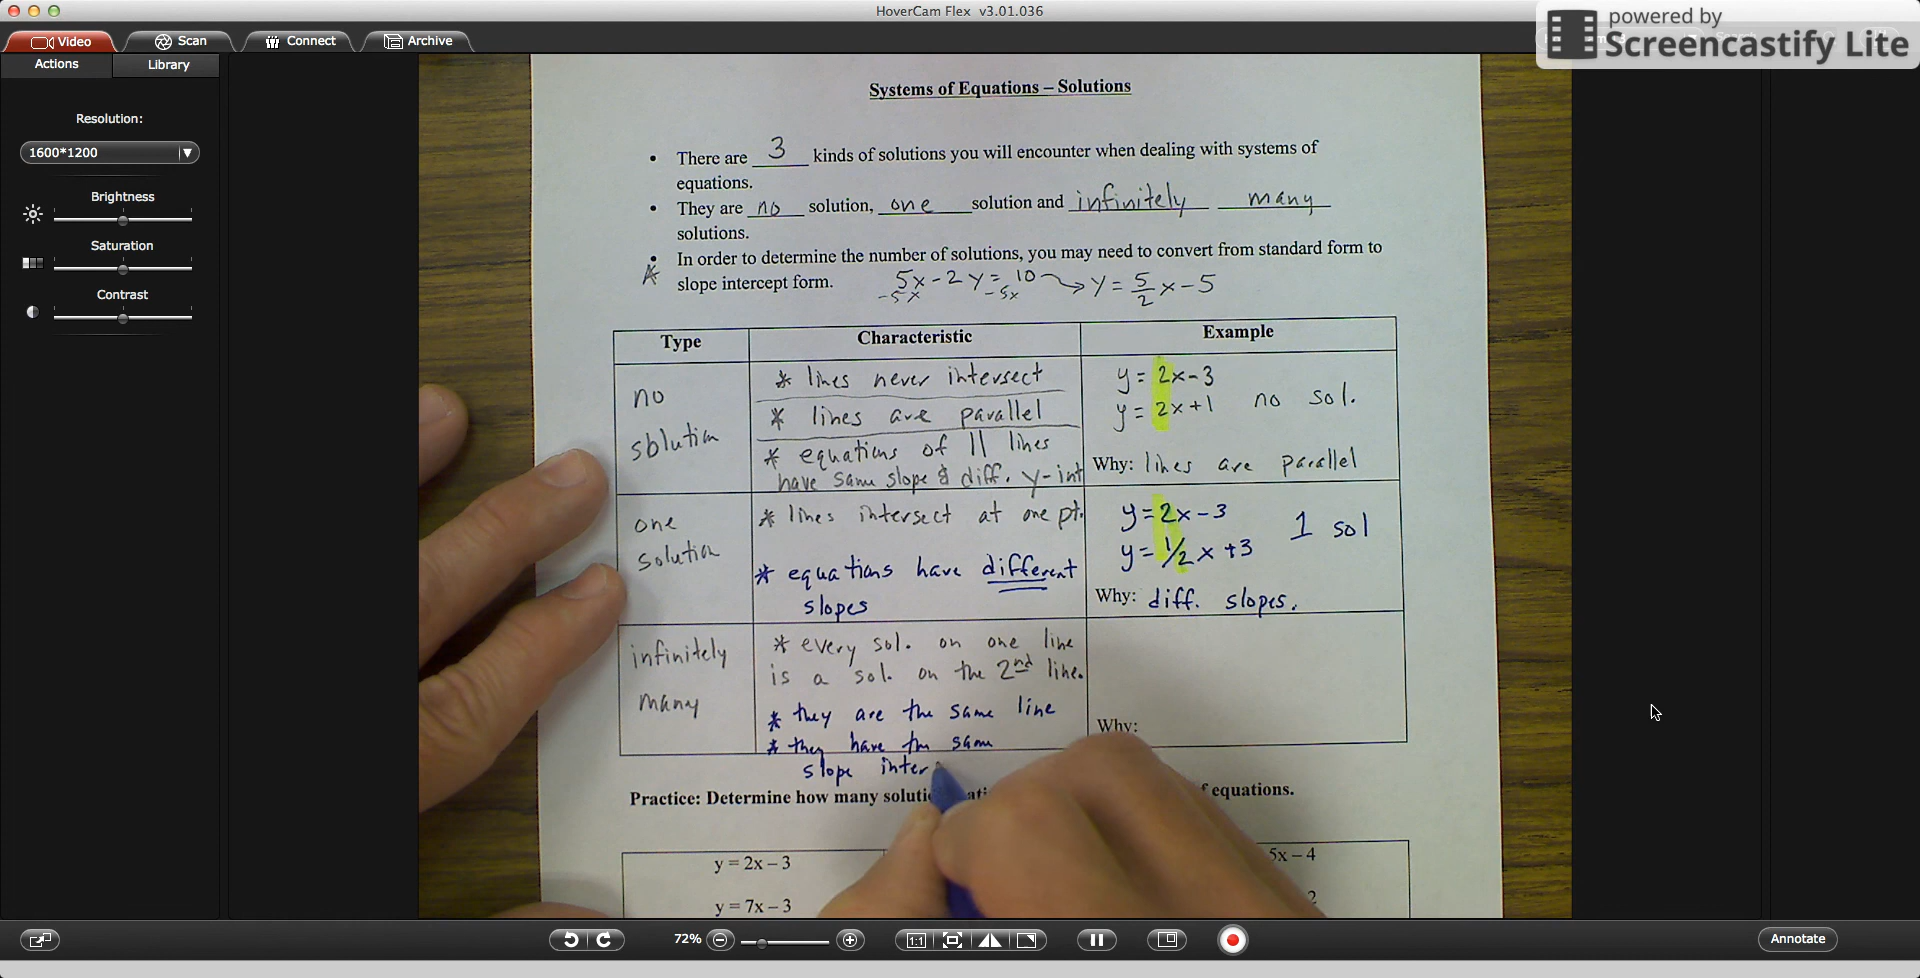 HoverCam Flex v3.01.036
powered by
Screencastify Lite
Video
Scan
Connect
Archive
Actions
Library
Resolution:
1600*1200
Brightness
Saturation
Contrast
Systems of Equations – Solutions
• There are 3 kinds of solutions you will encounter when dealing with systems of
equations.
• They are no solution, one solution and infinitely many
solutions.
• In order to determine the number of solutions, you may need to convert from standard form to
slope intercept form. 5x - 2y = 10 → y = 5/2 x - 5
-5x -5x
Type Characteristic Example
no
solution
* lines never intersect
* lines are parallel
* equations of || lines
have same slope & diff. y-int
y = 2x-3
y = 2x+1 no sol.
Why: lines are parallel
one
solution
* lines intersect at one pt.
* equations have different
slopes
y = 2x - 3
y = 1/2 x + 3 1 sol
Why: diff. slopes.
infinitely
many
* every sol. on one line
is a sol. on the 2nd line.
* they are the same line
* they have the same
slope inter
Why:
Practice: Determine how many equations.
y = 2x – 3
y = 7x – 3
5x – 4
2
72%
1:1
Annotate